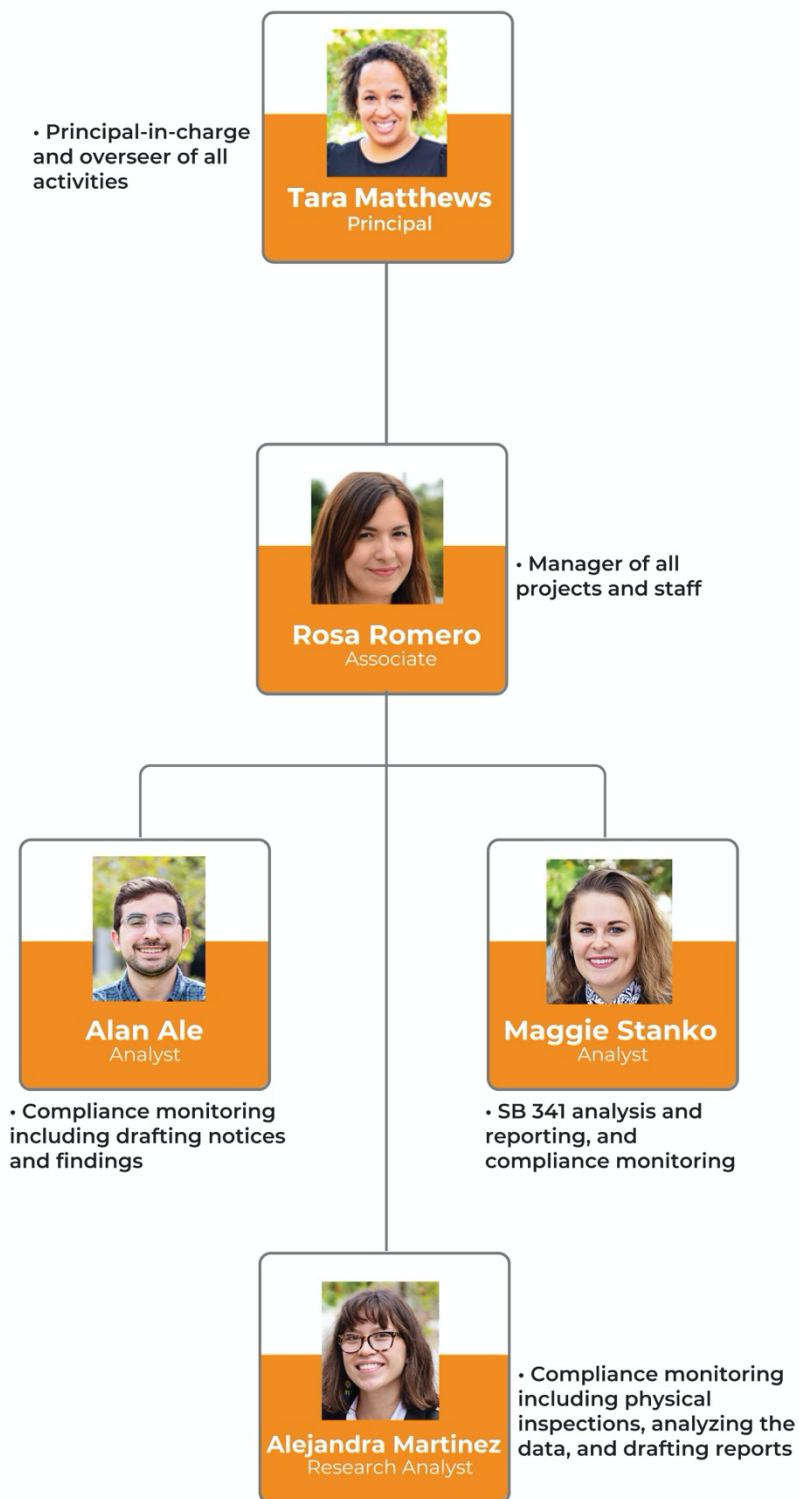 • Principal-in-charge
and overseer of all
activities
Tara Matthews
Principal
Rosa Romero
Associate
• Manager of all
projects and staff
Alan Ale
Analyst
• Compliance monitoring
including drafting notices
and findings
Maggie Stanko
Analyst
• SB 341 analysis and
reporting, and
compliance monitoring
Alejandra Martinez
Research Analyst
• Compliance monitoring
including physical
inspections, analyzing the
data, and drafting reports